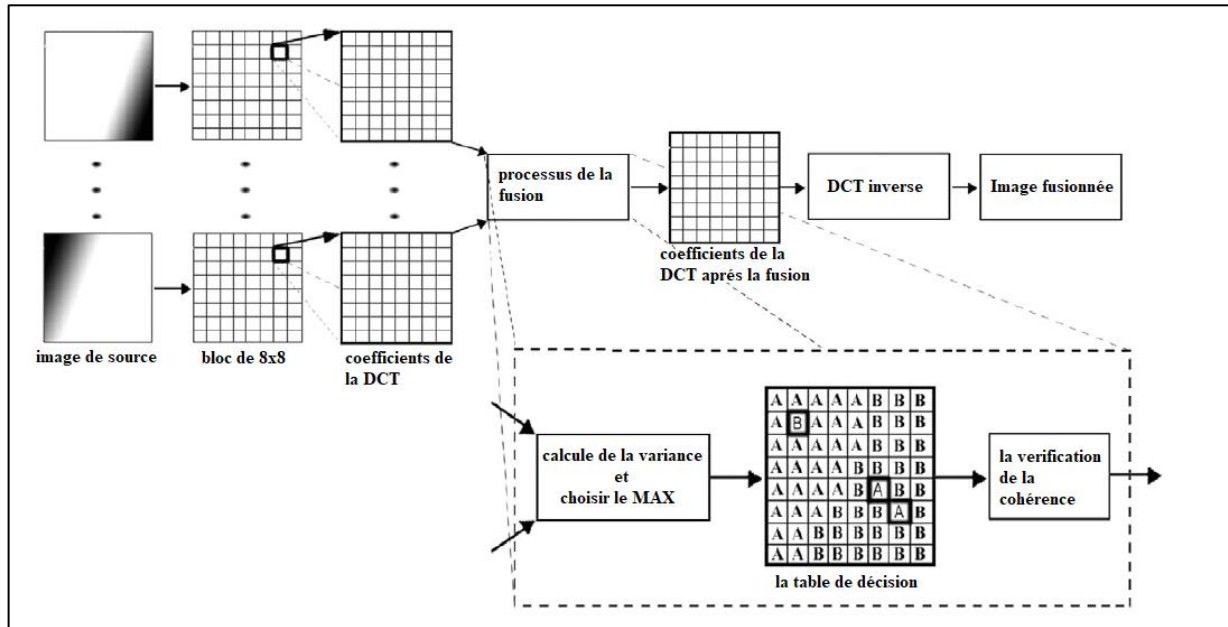 processus de la
fusion
DCT inverse
Image fusionnée
coefficients de la
DCT aprés la fusion
image de source
bloc de 8x8
coefficients de
la DCT
calcule de la variance
et
choisir le MAX
A A A A A B B B
A B A A A B B B
A A A A A B B B
A A A A B B B B
A A A A B A B B
A A A B B B A B
A A B B B B B B
A A B B B B B B
la table de décision
la verification
de la
cohérence